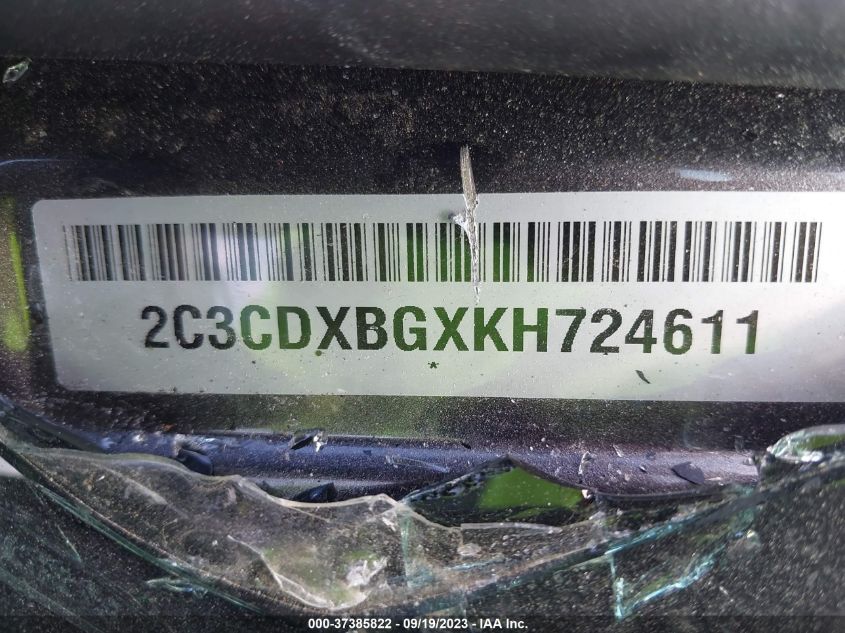 2C3CDXBGXKH724611
*
000-37385822 - 09/19/2023 - IAA Inc.